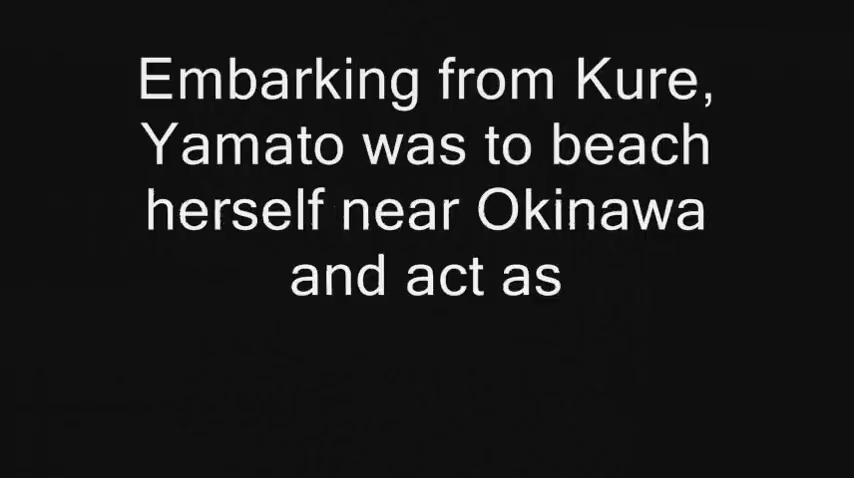 Embarking from Kure,
Yamato was to beach
herself near Okinawa
and act as